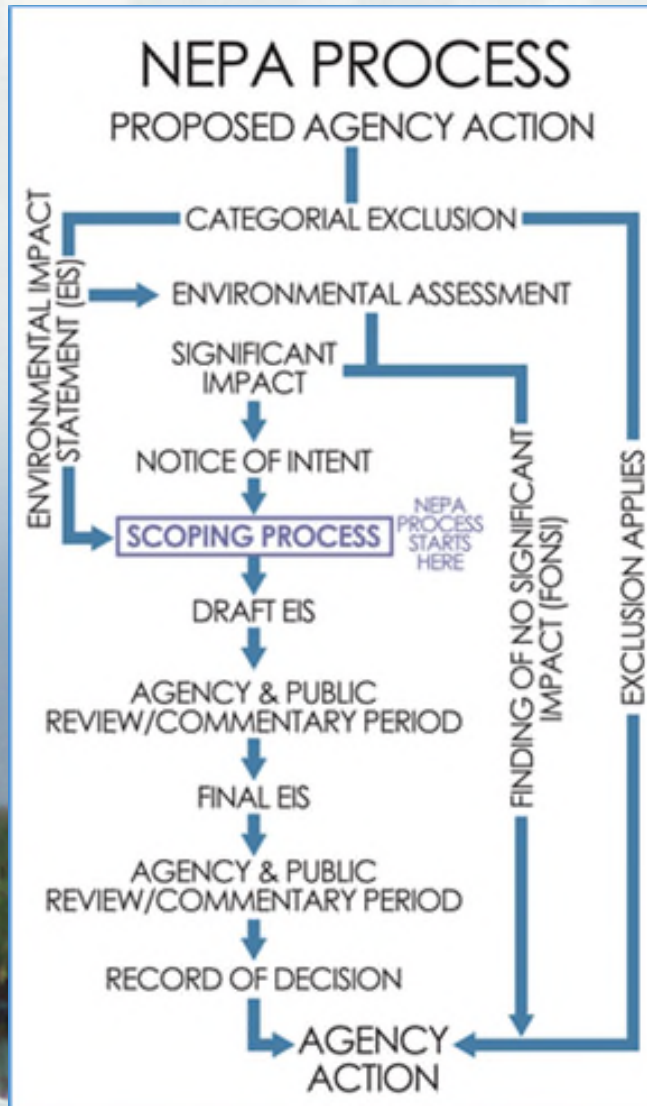 NEPA PROCESS
PROPOSED AGENCY ACTION
CATEGORIAL EXCLUSION
ENVIRONMENTAL IMPACT
STATEMENT (EIS)
ENVIRONMENTAL ASSESSMENT
SIGNIFICANT
IMPACT
NOTICE OF INTENT
SCOPING PROCESS
NEPA
PROCESS
STARTS
HERE
DRAFT EIS
AGENCY & PUBLIC
REVIEW/COMMENTARY PERIOD
FINAL EIS
AGENCY & PUBLIC
REVIEW/COMMENTARY PERIOD
RECORD OF DECISION
FINDING OF NO SIGNIFICANT
IMPACT (FONSI)
EXCLUSION APPLIES
AGENCY
ACTION